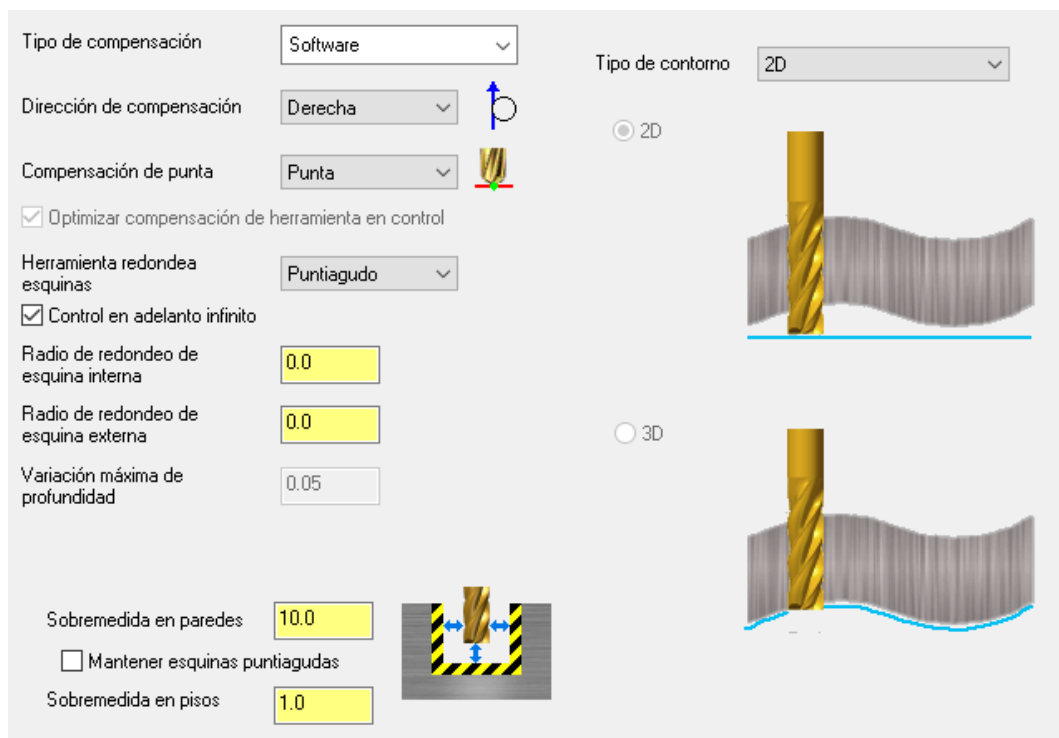 Tipo de compensación
Software
Dirección de compensación
Derecha
Compensación de punta
Punta
Optimizar compensación de herramienta en control
Herramienta redondea
esquinas
Puntiagudo
Control en adelanto infinito
Radio de redondeo de
esquina interna
0.0
Radio de redondeo de
esquina externa
0.0
Variación máxima de
profundidad
0.05
Sobremedida en paredes
10.0
Mantener esquinas puntiagudas
Sobremedida en pisos
1.0
Tipo de contorno
2D
2D
3D